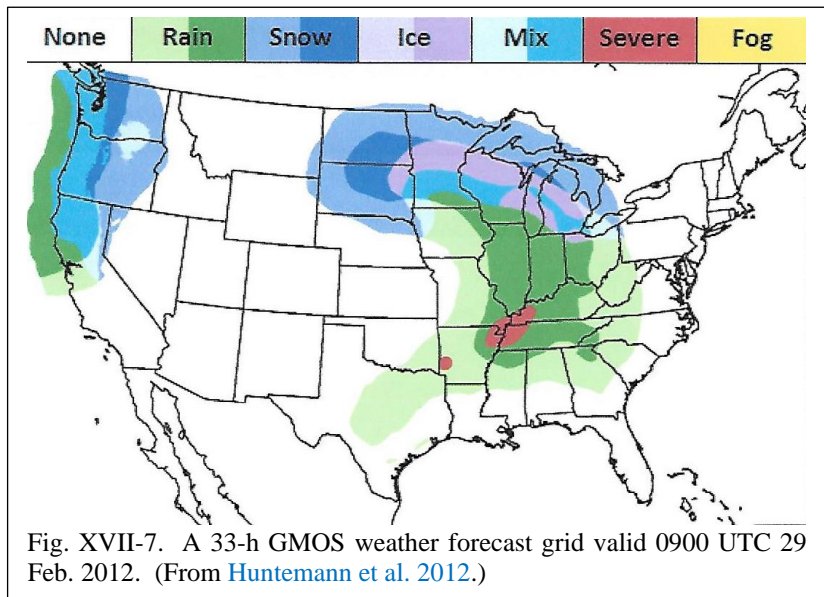 None Rain Snow Ice Mix Severe Fog
Fig. XVII-7. A 33-h GMOS weather forecast grid valid 0900 UTC 29
Feb. 2012. (From Huntemann et al. 2012.)